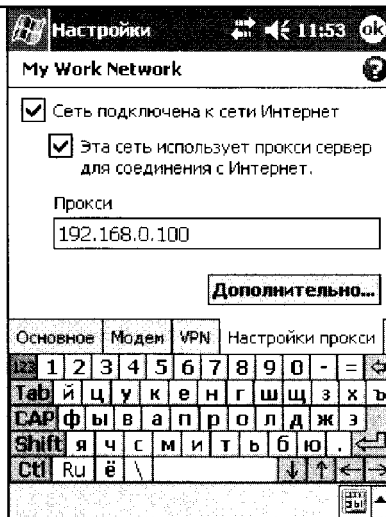 Настройки 11:53 ok
My Work Network ?
Сеть подключена к сети Интернет
Эта сеть использует прокси сервер
для соединения с Интернет.
Прокси
192.168.0.100
Дополнительно...
Основное Модем VPN Настройки прокси
123 1 2 3 4 5 6 7 8 9 0 - =
Tab й ц у к е н г ш щ з х ъ
CAP ф ы в а п р о л д ж э
Shift я ч с м и т ь б ю .
Ctl Ru ё \